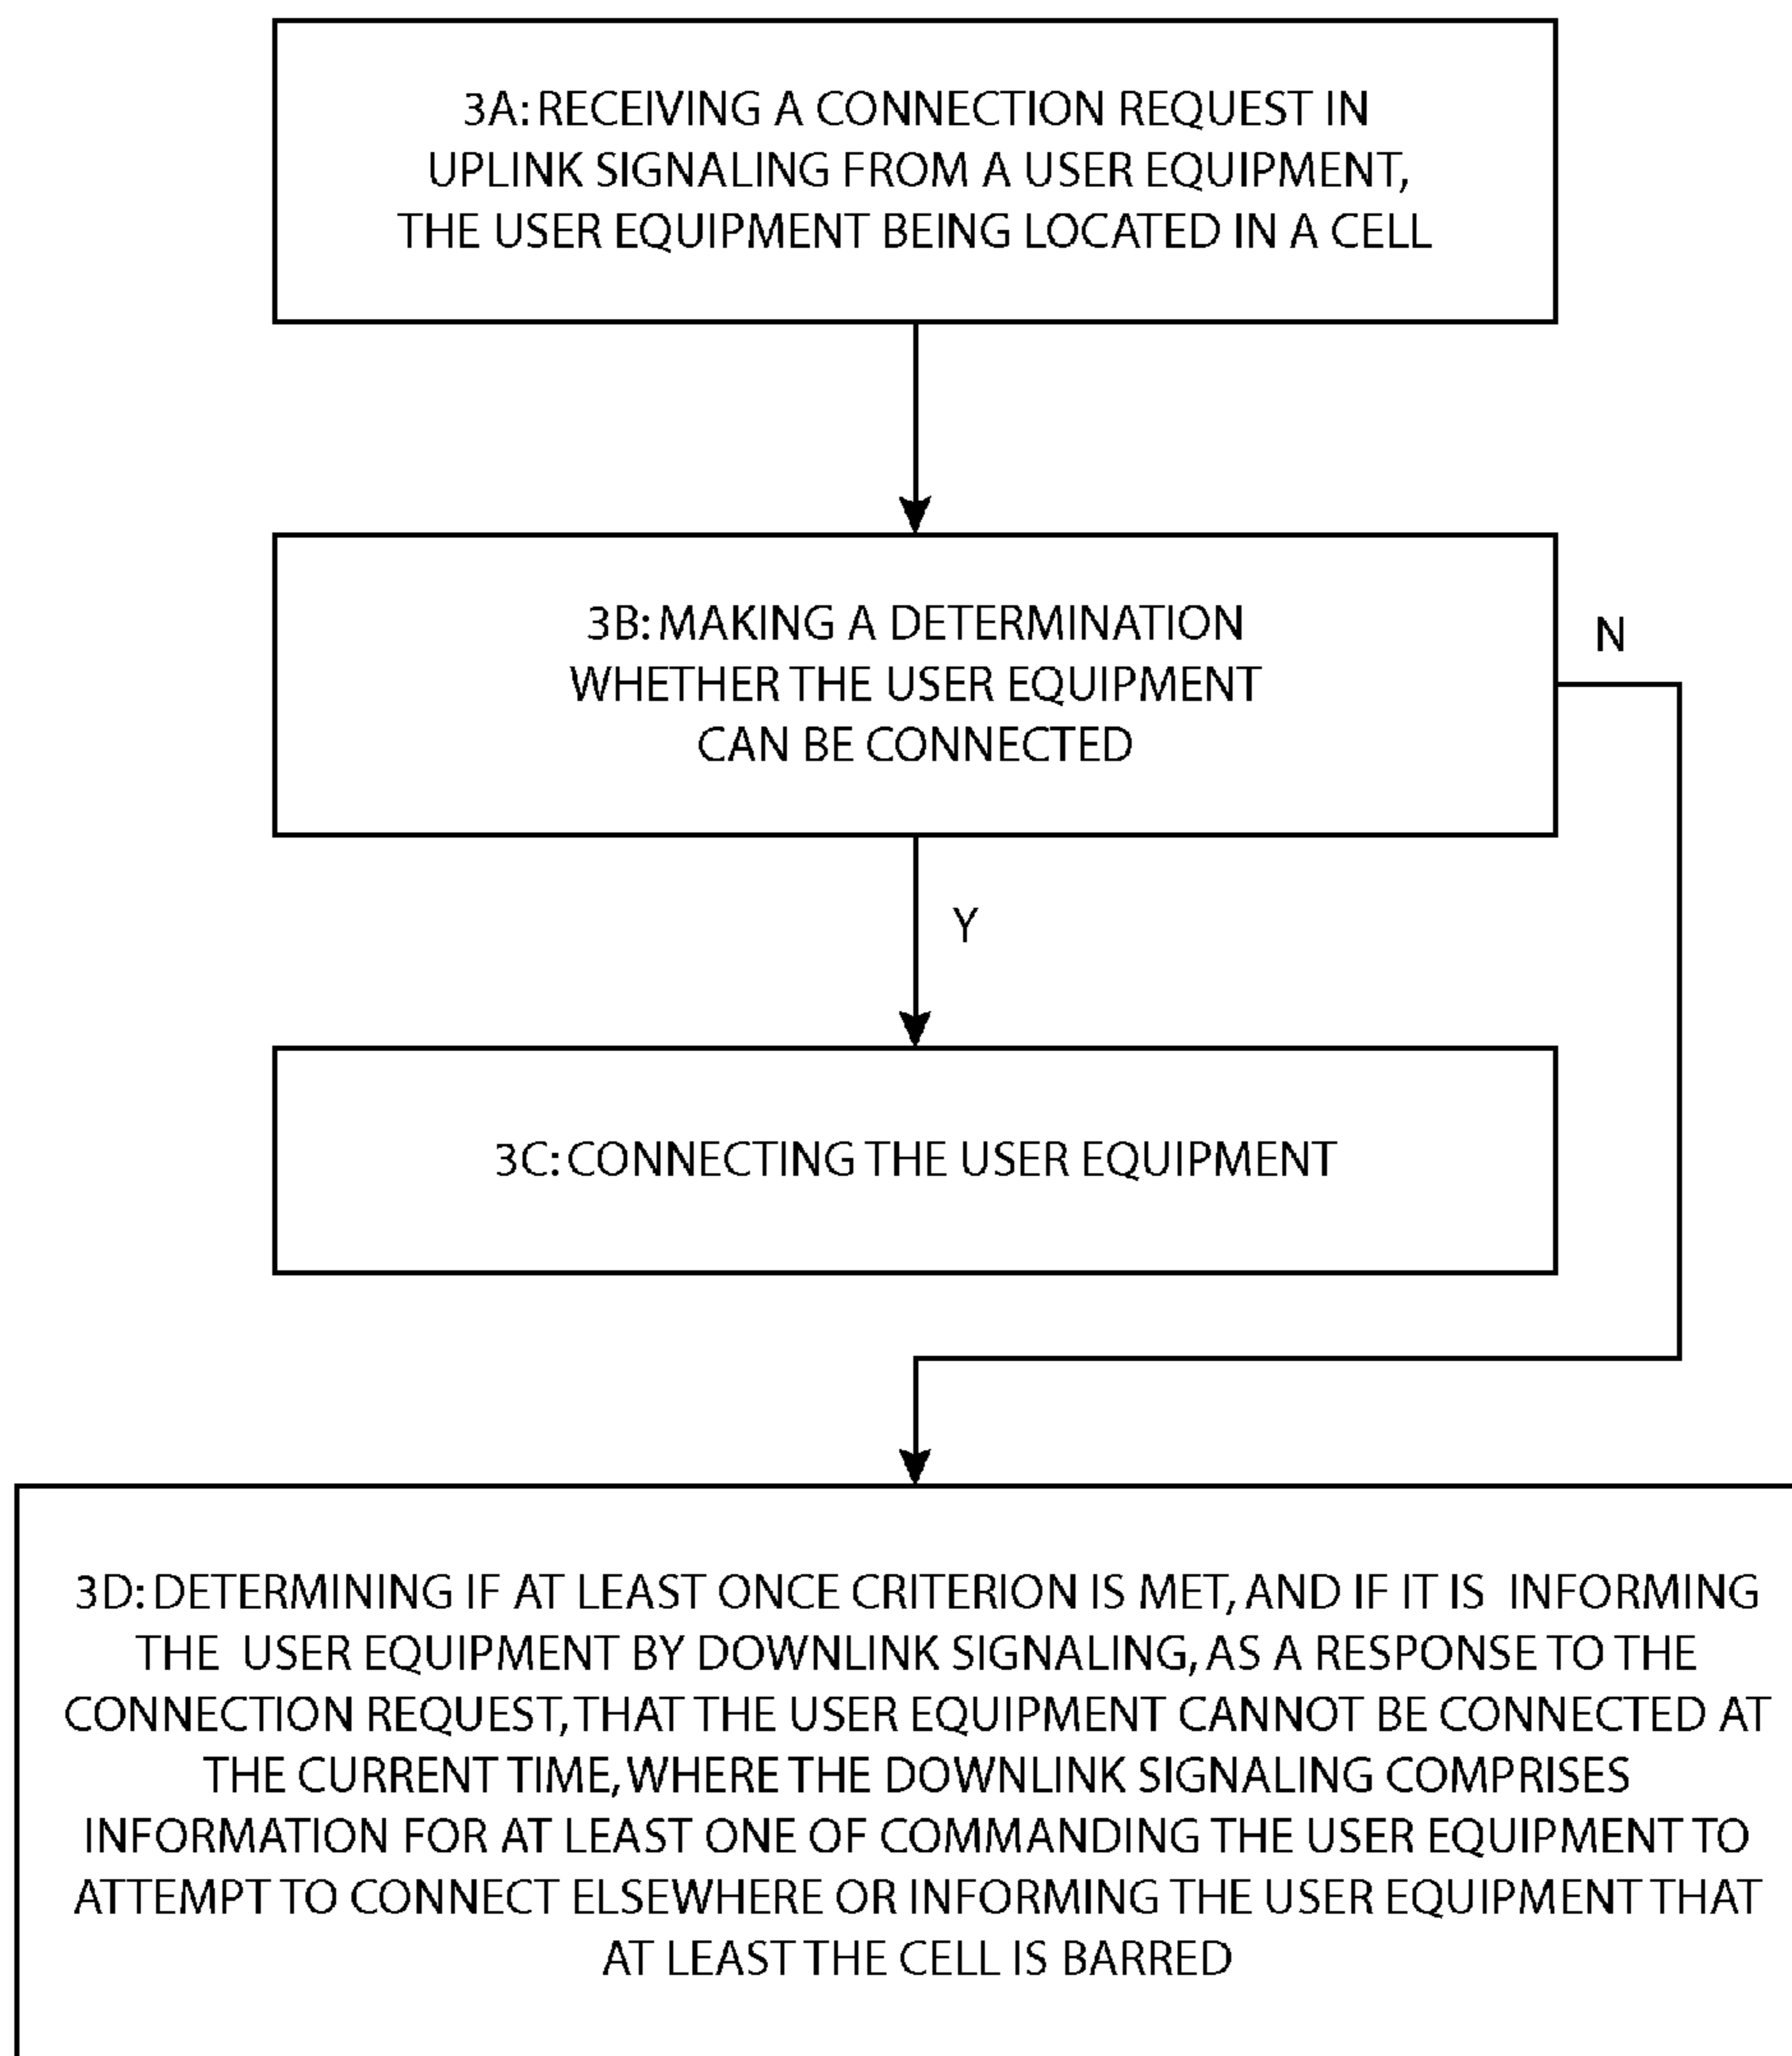 3A: RECEIVING A CONNECTION REQUEST IN
UPLINK SIGNALING FROM A USER EQUIPMENT,
THE USER EQUIPMENT BEING LOCATED IN A CELL
3B: MAKING A DETERMINATION
WHETHER THE USER EQUIPMENT
CAN BE CONNECTED
N
Y
3C: CONNECTING THE USER EQUIPMENT
3D: DETERMINING IF AT LEAST ONCE CRITERION IS MET, AND IF IT IS INFORMING
THE USER EQUIPMENT BY DOWNLINK SIGNALING, AS A RESPONSE TO THE
CONNECTION REQUEST, THAT THE USER EQUIPMENT CANNOT BE CONNECTED AT
THE CURRENT TIME, WHERE THE DOWNLINK SIGNALING COMPRISES
INFORMATION FOR AT LEAST ONE OF COMMANDING THE USER EQUIPMENT TO
ATTEMPT TO CONNECT ELSEWHERE OR INFORMING THE USER EQUIPMENT THAT
AT LEAST THE CELL IS BARRED